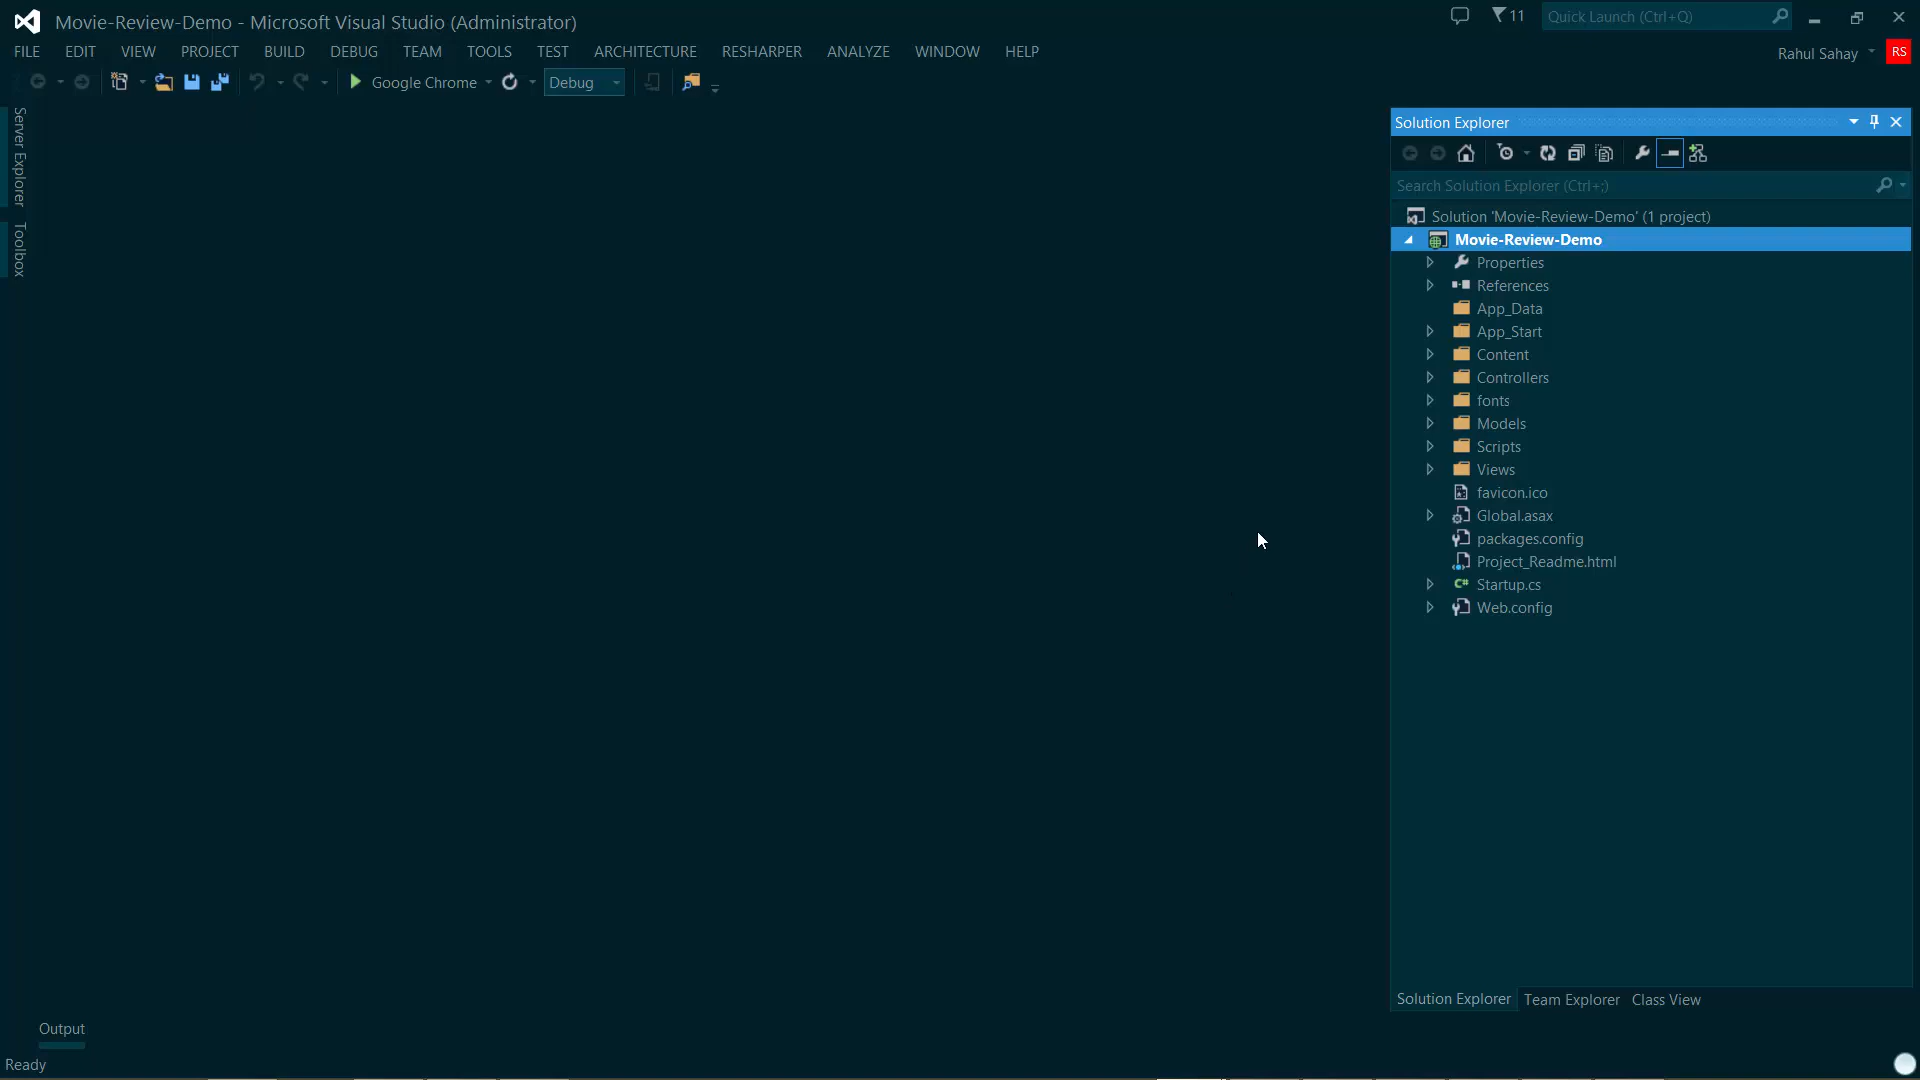 Movie-Review-Demo - Microsoft Visual Studio (Administrator)
11
Quick Launch (Ctrl+Q)
FILE EDIT VIEW PROJECT BUILD DEBUG TEAM TOOLS TEST ARCHITECTURE RESHARPER ANALYZE WINDOW HELP
Rahul Sahay RS
Google Chrome Debug
Server Explorer
Toolbox
Solution Explorer
Search Solution Explorer (Ctrl+;)
Solution 'Movie-Review-Demo' (1 project)
Movie-Review-Demo
Properties
References
App_Data
App_Start
Content
Controllers
fonts
Models
Scripts
Views
favicon.ico
Global.asax
packages.config
Project_Readme.html
C# Startup.cs
Web.config
Solution Explorer Team Explorer Class View
Output
Ready